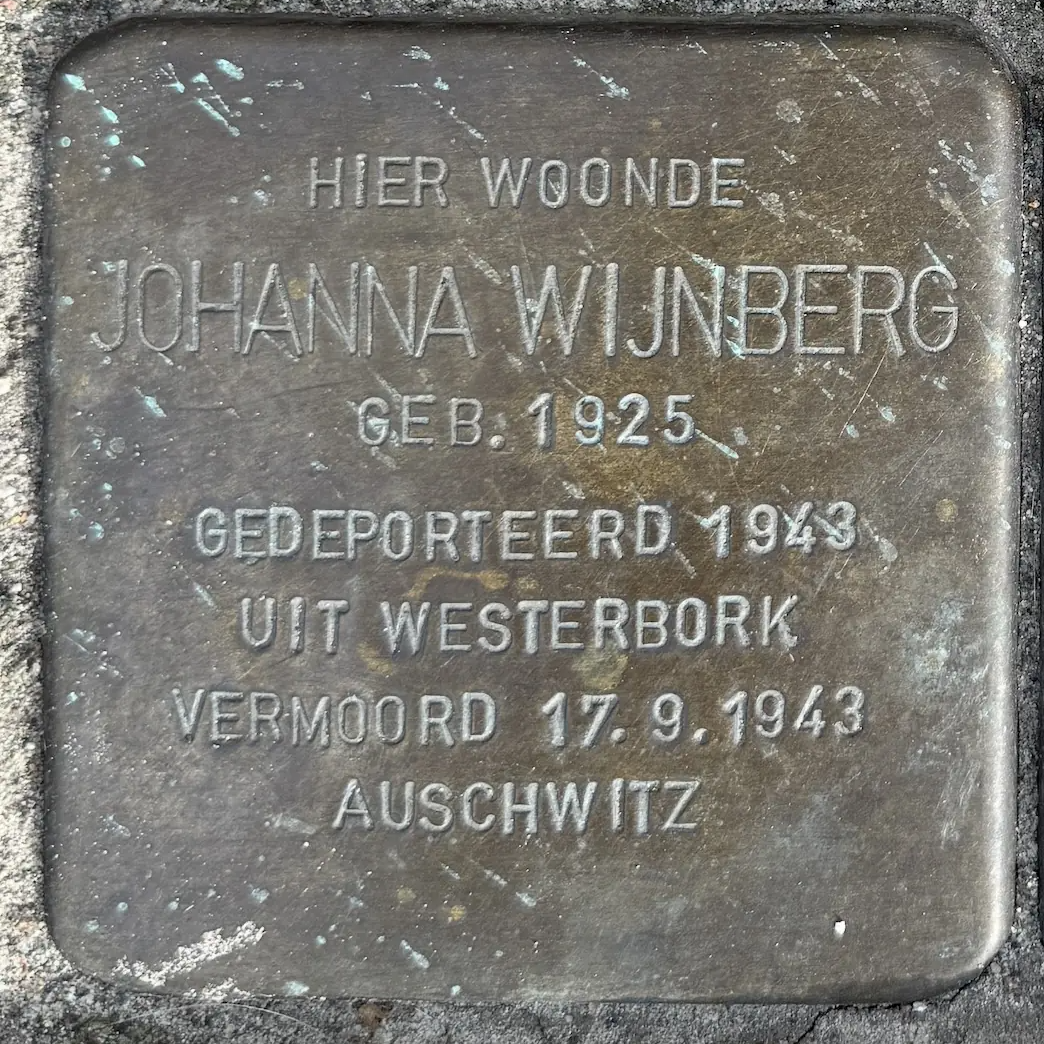 HIER WOONDE
JOHANNA WIJNBERG
GEB. 1925
GEDEPORTEERD 1943
UIT WESTERBORK
VERMOORD 17.9.1943
AUSCHWITZ